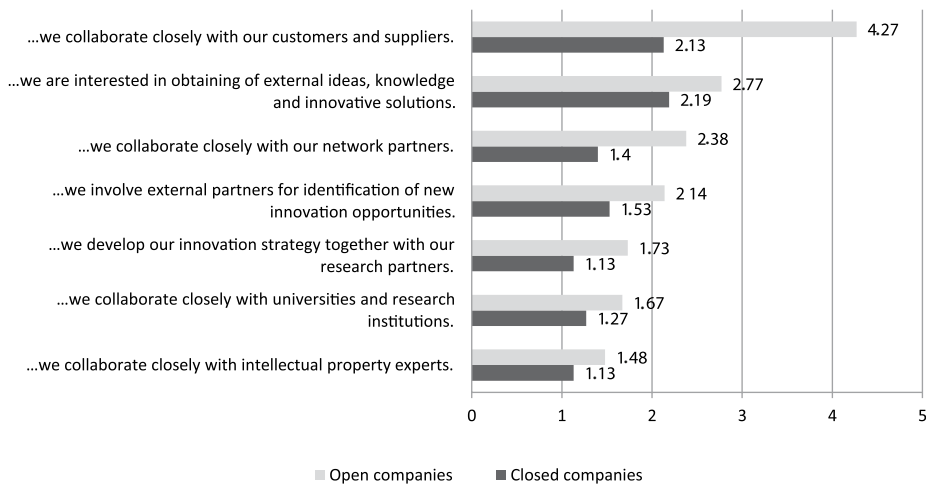 ...we collaborate closely with our customers and suppliers.
4.27
2.13
...we are interested in obtaining of external ideas, knowledge
and innovative solutions.
2.77
2.19
...we collaborate closely with our network partners.
2.38
1.4
...we involve external partners for identification of new
innovation opportunities.
2 14
1.53
...we develop our innovation strategy together with our
research partners.
1.73
1.13
...we collaborate closely with universities and research
institutions.
1.67
1.27
...we collaborate closely with intellectual property experts.
1.48
1.13
0 1 2 3 4 5
Open companies Closed companies